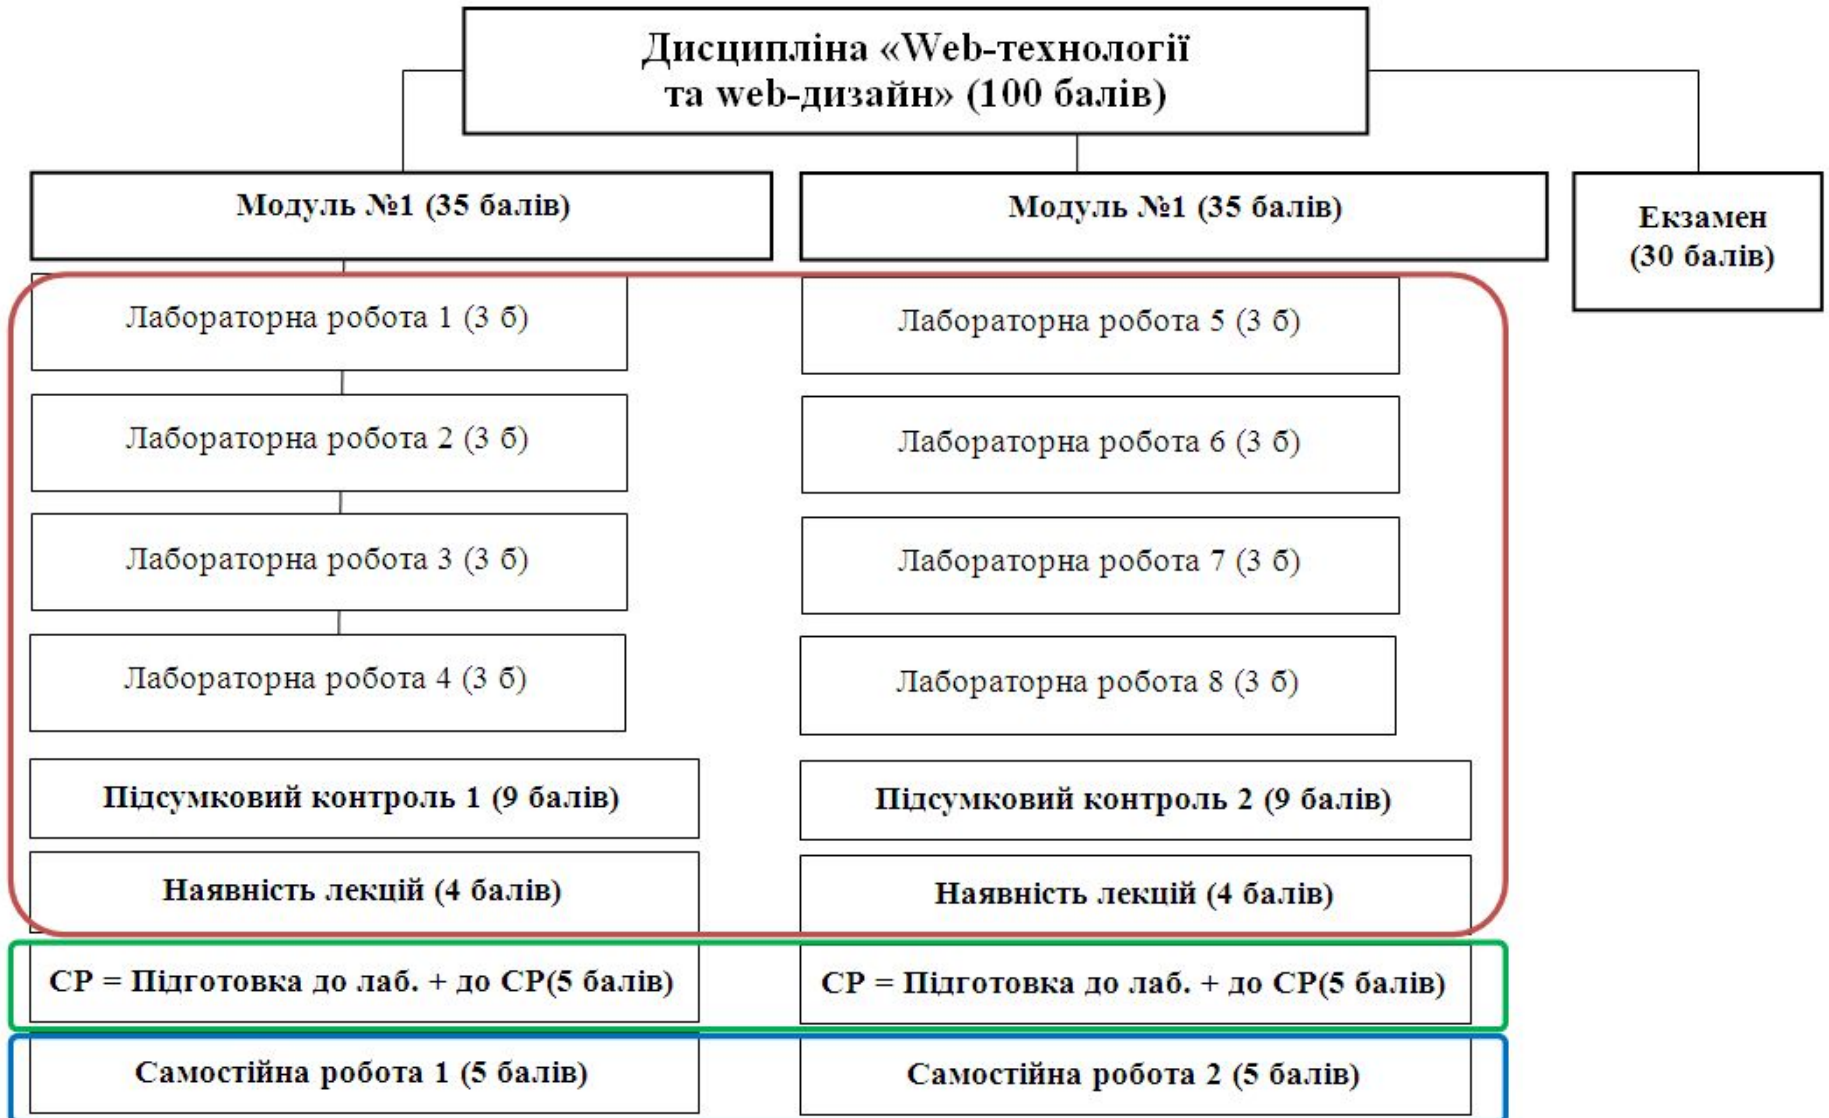 Дисципліна «Web-технології
та web-дизайн» (100 балів)
Модуль №1 (35 балів)
Лабораторна робота 1 (3 б)
Лабораторна робота 2 (3 б)
Лабораторна робота 3 (3 б)
Лабораторна робота 4 (3 б)
Підсумковий контроль 1 (9 балів)
Наявність лекцій (4 балів)
СР = Підготовка до лаб. + до СР(5 балів)
Самостійна робота 1 (5 балів)
Модуль №1 (35 балів)
Лабораторна робота 5 (3 б)
Лабораторна робота 6 (3 б)
Лабораторна робота 7 (3 б)
Лабораторна робота 8 (3 б)
Підсумковий контроль 2 (9 балів)
Наявність лекцій (4 балів)
СР = Підготовка до лаб. + до СР(5 балів)
Самостійна робота 2 (5 балів)
Екзамен
(30 балів)